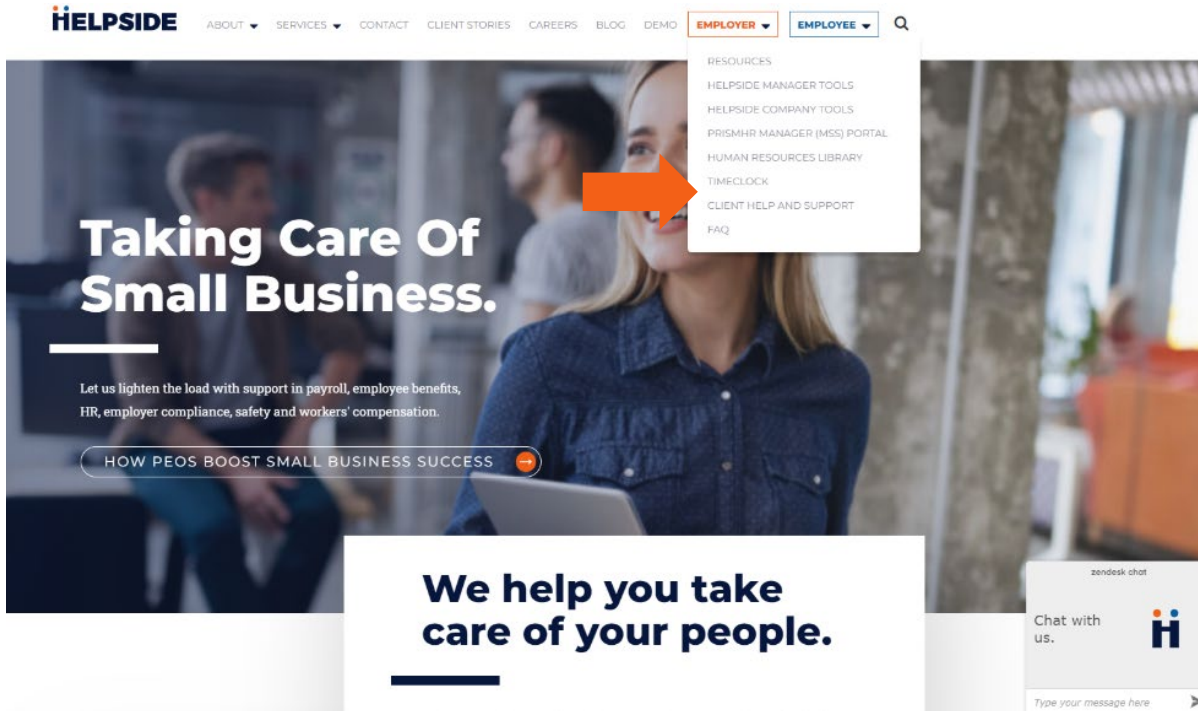 HELPSIDE
ABOUT SERVICES CONTACT CLIENT STORIES CAREERS BLOG DEMO EMPLOYER EMPLOYEE
RESOURCES
HELPSIDE MANAGER TOOLS
HELPSIDE COMPANY TOOLS
PRISMHR MANAGER (MSS) PORTAL
HUMAN RESOURCES LIBRARY
TIMECLOCK
CLIENT HELP AND SUPPORT
FAQ
Taking Care Of
Small Business.
Let us lighten the load with support in payroll, employee benefits,
HR, employer compliance, safety and workers' compensation.
HOW PEOS BOOST SMALL BUSINESS SUCCESS
We help you take
care of your people.
zendesk chat
Chat with
us.
Type your message here